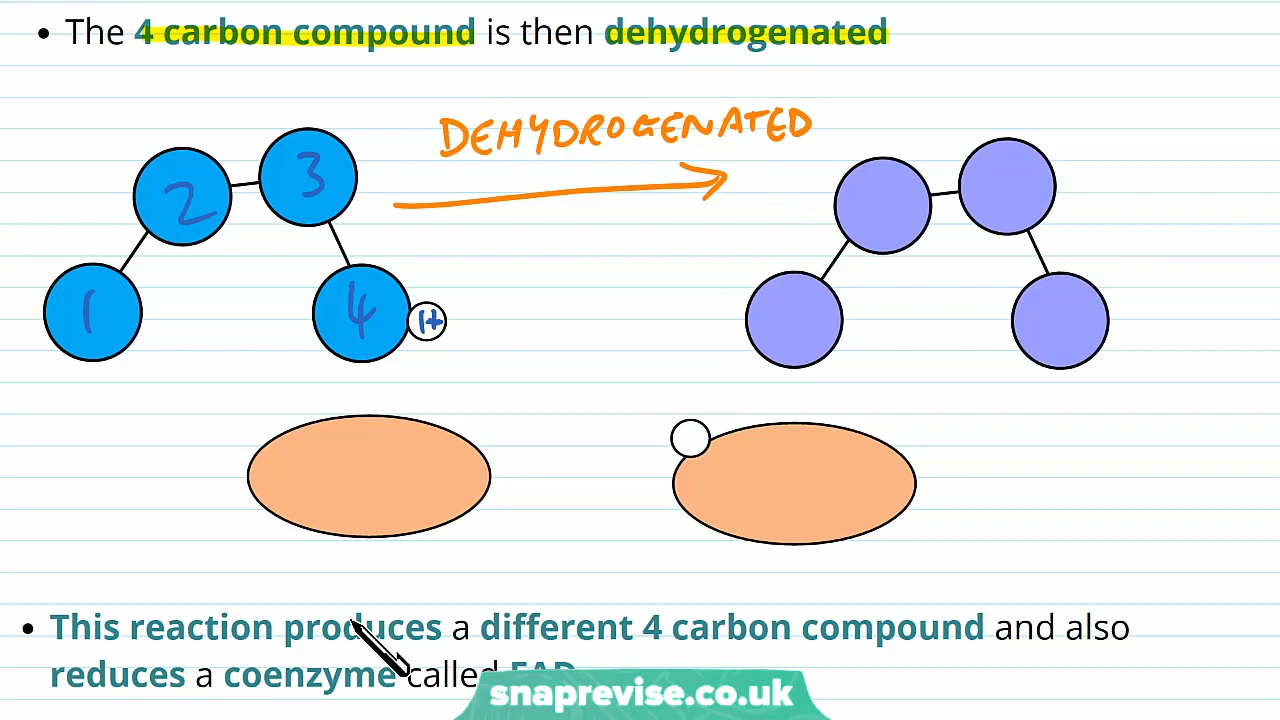 • The 4 carbon compound is then dehydrogenated
DEHYDROGENATED
2 3
1 4 H
• This reaction produces a different 4 carbon compound and also
reduces a coenzyme called FAD
snaprevise.co.uk